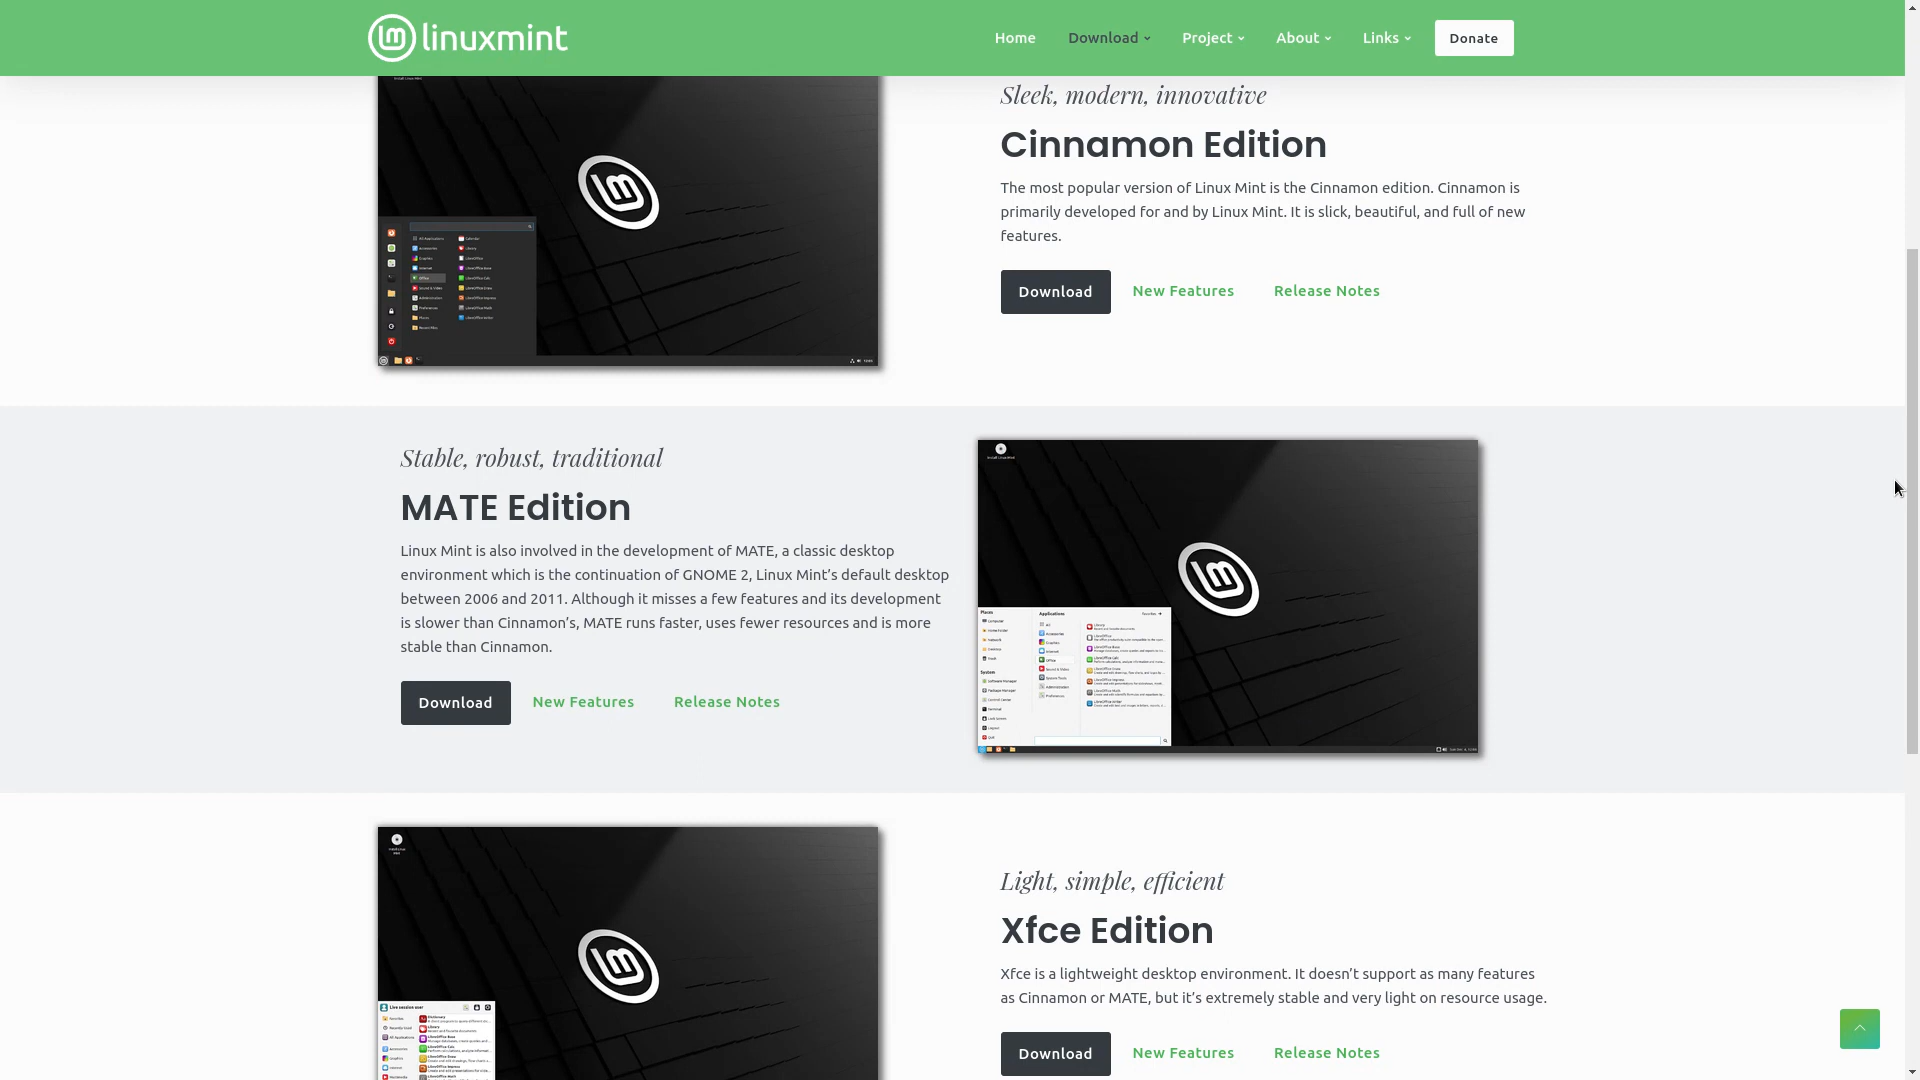 linuxmint
Home
Download
Project
About
Links
Donate
Sleek, modern, innovative
Cinnamon Edition
The most popular version of Linux Mint is the Cinnamon edition. Cinnamon is
primarily developed for and by Linux Mint. It is slick, beautiful, and full of new
features.
Download
New Features
Release Notes
Stable, robust, traditional
MATE Edition
Linux Mint is also involved in the development of MATE, a classic desktop
environment which is the continuation of GNOME 2, Linux Mint’s default desktop
between 2006 and 2011. Although it misses a few features and its development
is slower than Cinnamon’s, MATE runs faster, uses fewer resources and is more
stable than Cinnamon.
Download
New Features
Release Notes
Light, simple, efficient
Xfce Edition
Xfce is a lightweight desktop environment. It doesn’t support as many features
as Cinnamon or MATE, but it’s extremely stable and very light on resource usage.
Download
New Features
Release Notes